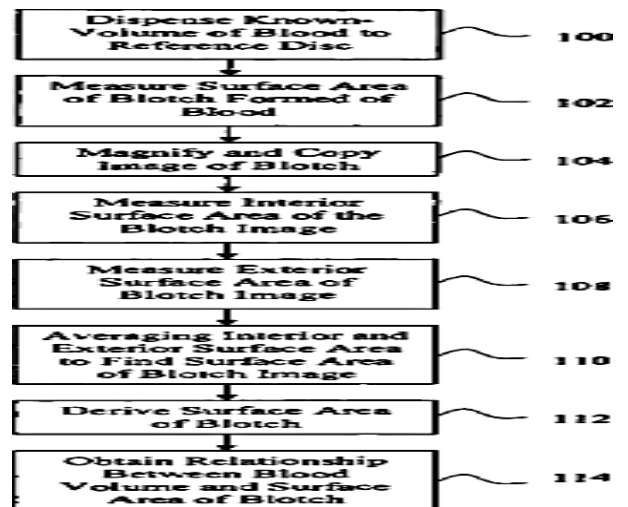 Dispense Known-
Volume of Blood to
Reference Disc
100
Measure Surface Area
of Blotch Formed of
Blood
102
Magnify and Copy
Image of Blotch
104
Measure Interior
Surface Area of the
Blotch Image
106
Measure Exterior
Surface Area of
Blotch Image
108
Averaging Interior and
Exterior Surface Area
to Find Surface Area
of Blotch Image
110
Derive Surface Area
of Blotch
112
Obtain Relationship
Between Blood
Volume and Surface
Area of Blotch
114